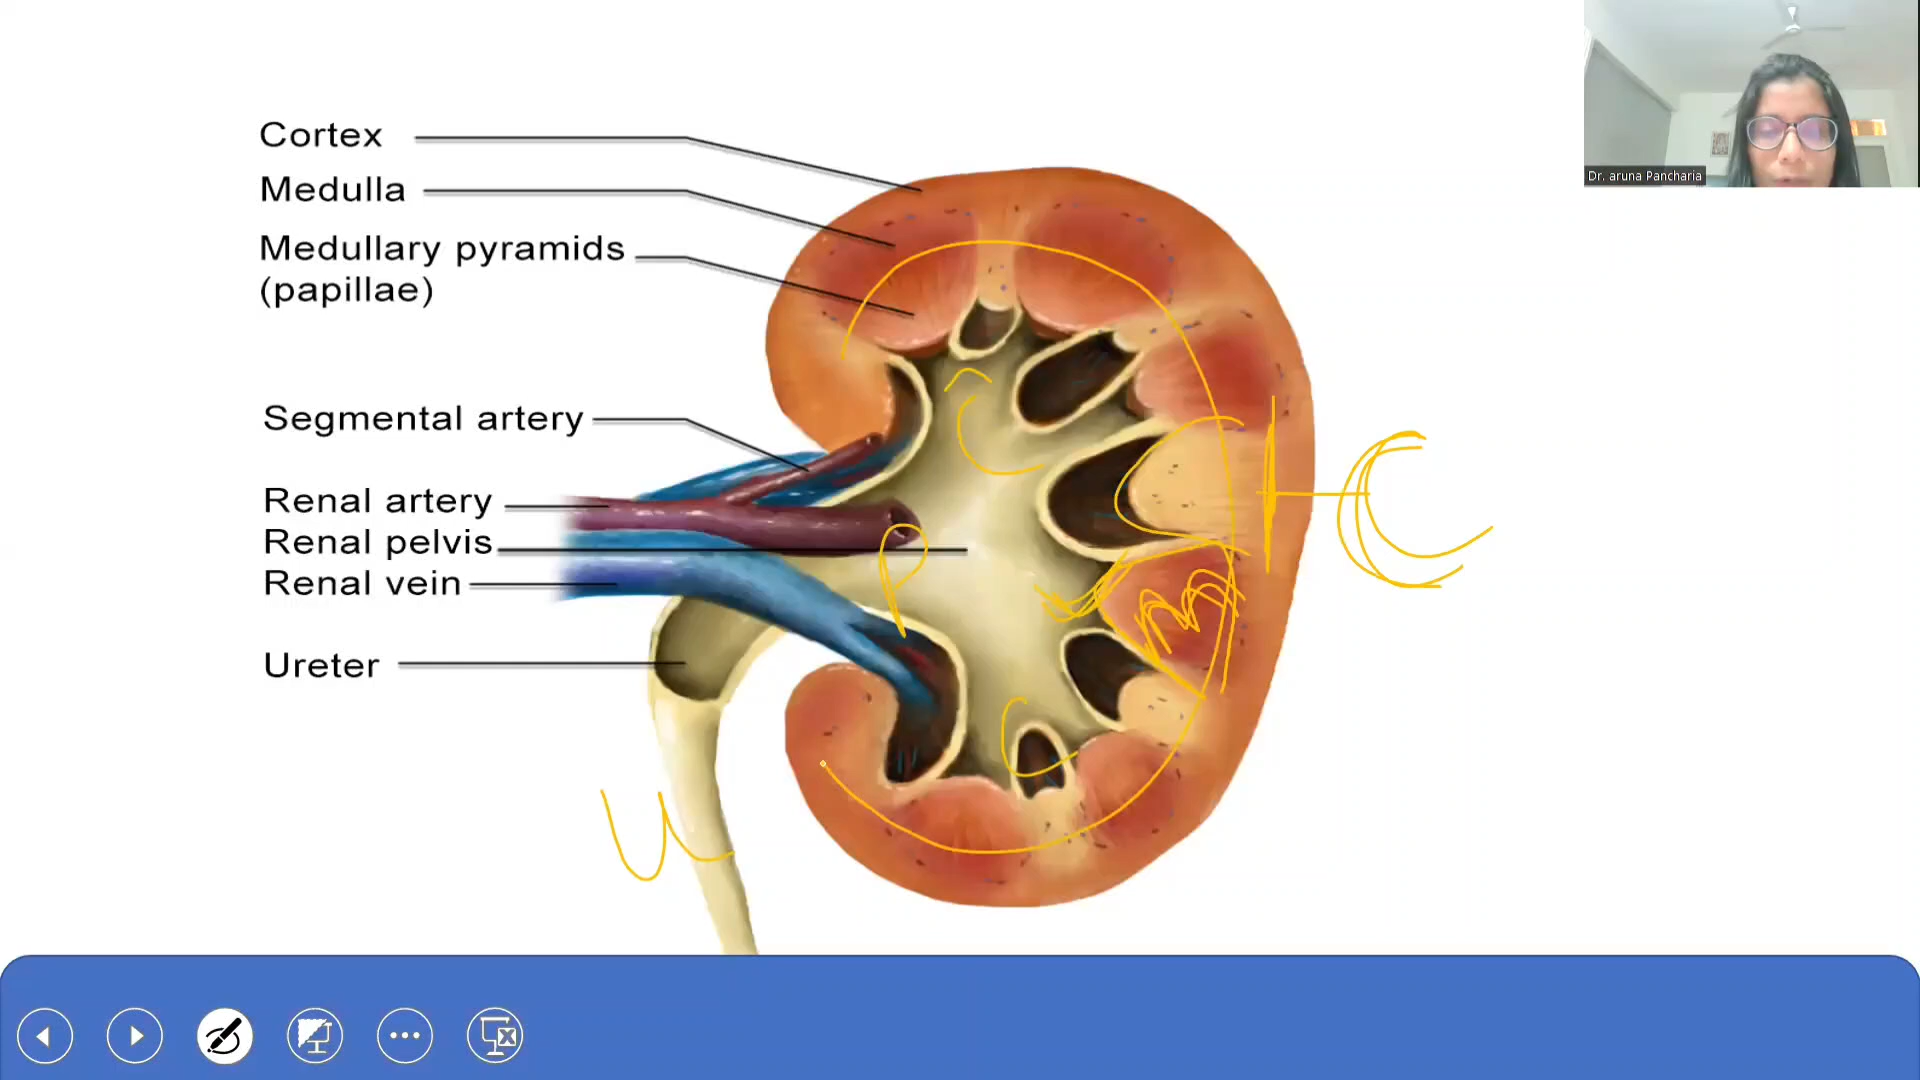 Dr. aruna Pancharia
Cortex
Medulla
Medullary pyramids
(papillae)
Segmental artery
Renal artery
Renal pelvis
Renal vein
Ureter
C
C
P
M
C
U